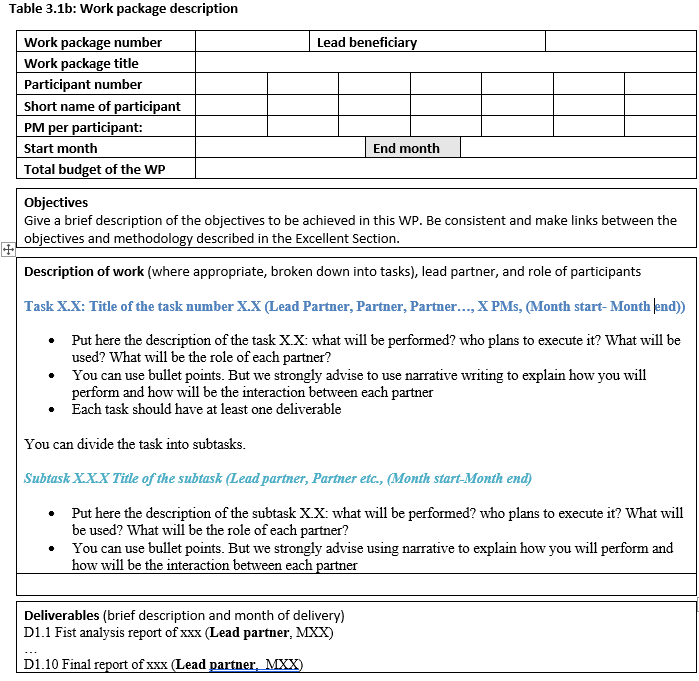 Table 3.1b: Work package description
Work package number Lead beneficiary
Work package title
Participant number
Short name of participant
PM per participant:
Start month End month
Total budget of the WP
Objectives
Give a brief description of the objectives to be achieved in this WP. Be consistent and make links between the
objectives and methodology described in the Excellent Section.
Description of work (where appropriate, broken down into tasks), lead partner, and role of participants
Task X.X: Title of the task number X.X (Lead Partner, Partner, Partner…, X PMs, (Month start- Month end))
• Put here the description of the task X.X: what will be performed? who plans to execute it? What will be
used? What will be the role of each partner?
• You can use bullet points. But we strongly advise to use narrative writing to explain how you will
perform and how will be the interaction between each partner
• Each task should have at least one deliverable
You can divide the task into subtasks.
Subtask X.X.X Title of the subtask (Lead partner, Partner etc., (Month start-Month end)
• Put here the description of the subtask X.X: what will be performed? who plans to execute it? What will
be used? What will be the role of each partner?
• You can use bullet points. But we strongly advise using narrative to explain how you will perform and
how will be the interaction between each partner
Deliverables (brief description and month of delivery)
D1.1 Fist analysis report of xxx (Lead partner, MXX)
…
D1.10 Final report of xxx (Lead partner, MXX)